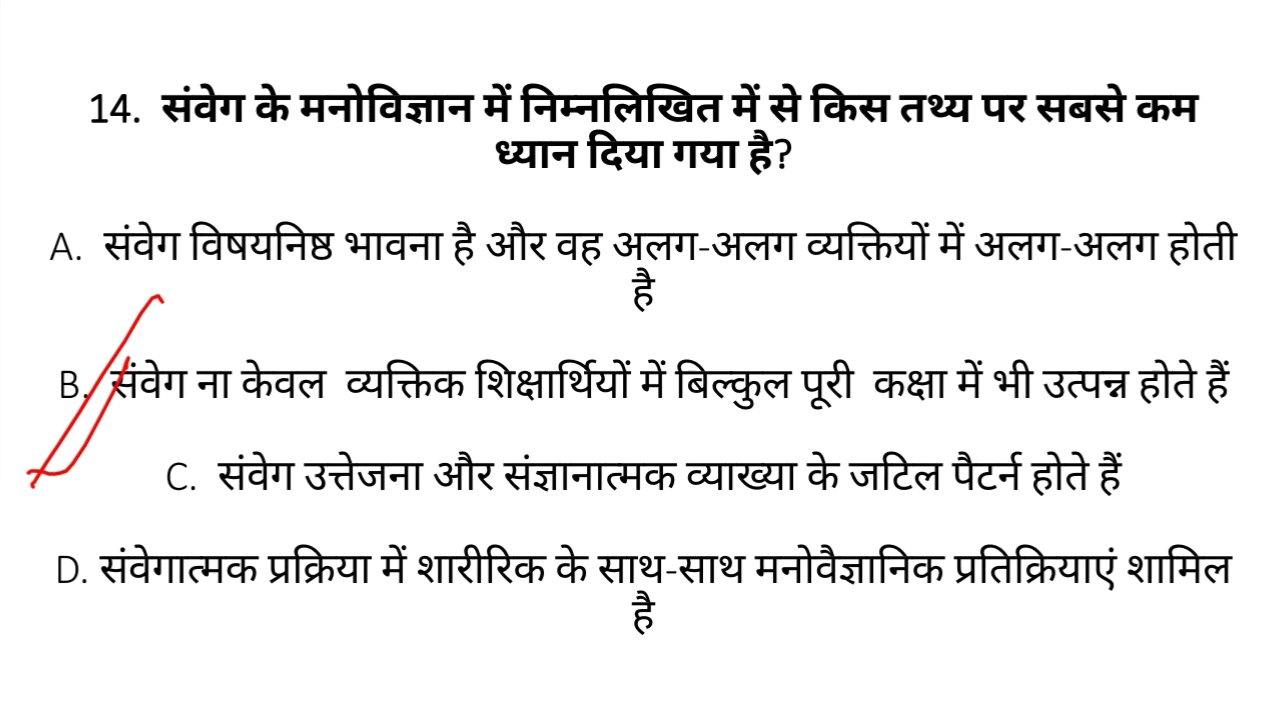 14. संवेग के मनोविज्ञान में निम्नलिखित में से किस तथ्य पर सबसे कम
ध्यान दिया गया है?
A. संवेग विषयनिष्ठ भावना है और वह अलग-अलग व्यक्तियों में अलग-अलग होती
है
B. संवेग ना केवल व्यक्तिक शिक्षार्थियों में बिल्कुल पूरी कक्षा में भी उत्पन्न होते हैं
C. संवेग उत्तेजना और संज्ञानात्मक व्याख्या के जटिल पैटर्न होते हैं
D. संवेगात्मक प्रक्रिया में शारीरिक के साथ-साथ मनोवैज्ञानिक प्रतिक्रियाएं शामिल
है